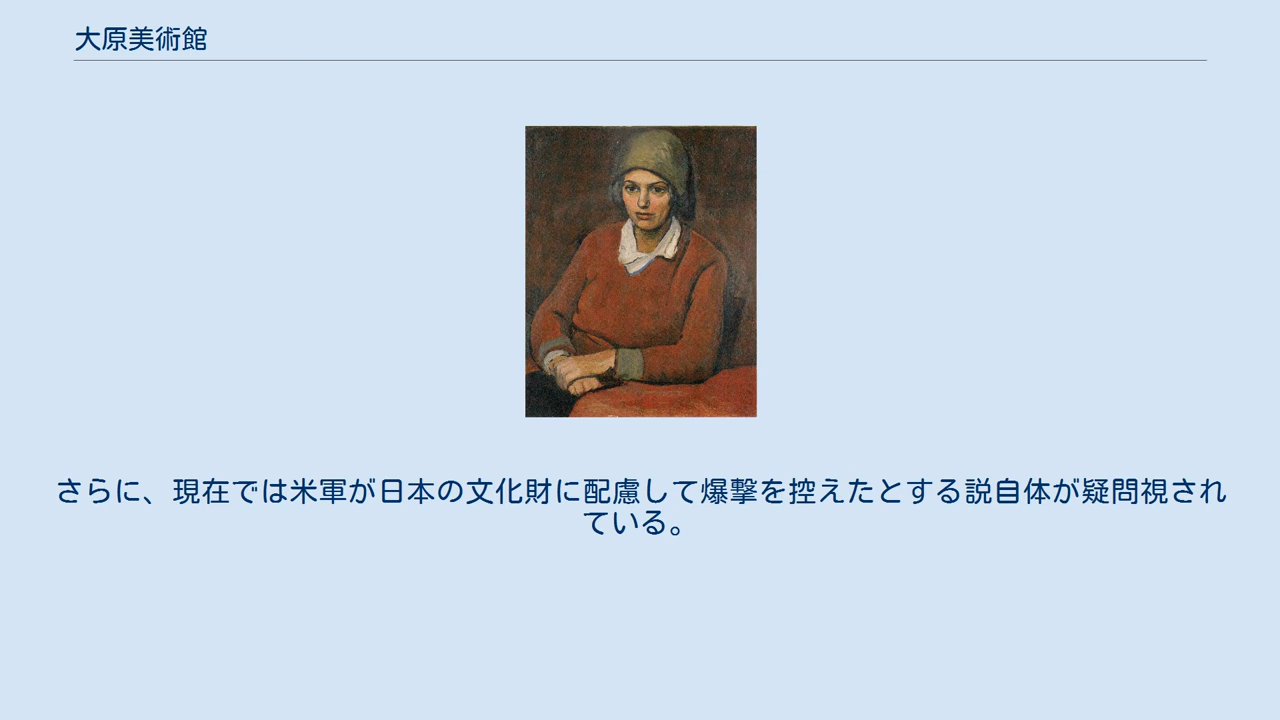 大原美術館
さらに、現在では米軍が日本の文化財に配慮して爆撃を控えたとする説自体が疑問視され
ている。